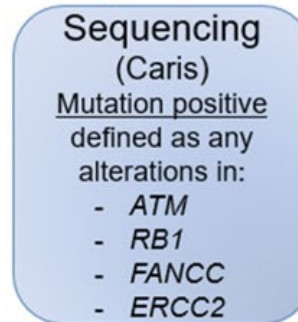 Sequencing
(Caris)
Mutation positive
defined as any
alterations in:
- ATM
- RB1
- FANCC
- ERCC2